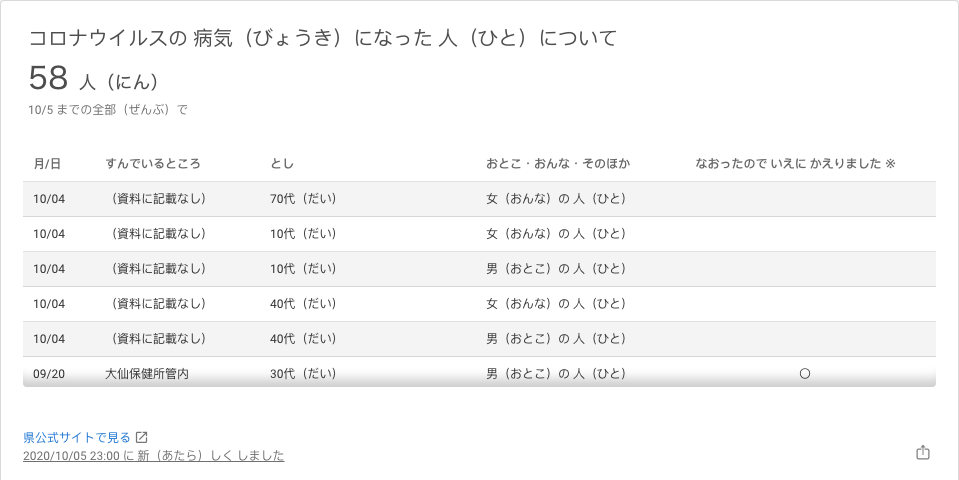 コロナウイルスの 病気（びょうき）になった 人（ひと）について
58 人（にん）
10/5 までの全部（ぜんぶ）で
月/日 すんでいるところ とし おとこ・おんな・そのほか なおったので いえに かえりました ※
10/04 （資料に記載なし） 70代（だい） 女（おんな）の 人（ひと）
10/04 （資料に記載なし） 10代（だい） 女（おんな）の 人（ひと）
10/04 （資料に記載なし） 10代（だい） 男（おとこ）の 人（ひと）
10/04 （資料に記載なし） 40代（だい） 女（おんな）の 人（ひと）
10/04 （資料に記載なし） 40代（だい） 男（おとこ）の 人（ひと）
09/20 大仙保健所管内 30代（だい） 男（おとこ）の 人（ひと） ○
県公式サイトで見る
2020/10/05 23:00 に 新（あたら）しく しました